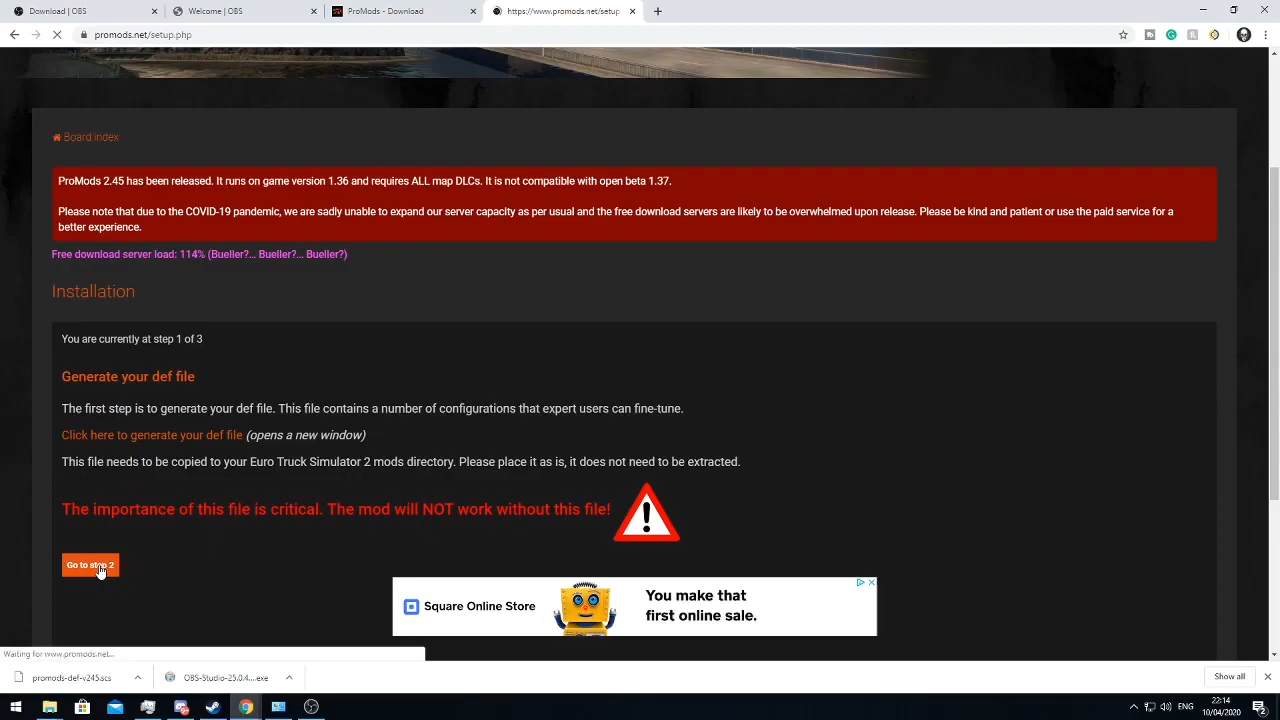 Download | OBS
Welcome | OBS
ProMods - Download
https://www.promods.net/setup
promods.net/setup.php
Board index
ProMods 2.45 has been released. It runs on game version 1.36 and requires ALL map DLCs. It is not compatible with open beta 1.37.
Please note that due to the COVID-19 pandemic, we are sadly unable to expand our server capacity as per usual and the free download servers are likely to be overwhelmed upon release. Please be kind and patient or use the paid service for a
better experience.
Free download server load: 114% (Bueller?... Bueller?... Bueller?)
Installation
You are currently at step 1 of 3
Generate your def file
The first step is to generate your def file. This file contains a number of configurations that expert users can fine-tune.
Click here to generate your def file (opens a new window)
This file needs to be copied to your Euro Truck Simulator 2 mods directory. Please place it as is, it does not need to be extracted.
The importance of this file is critical. The mod will NOT work without this file!
Go to step 2
Square Online Store
You make that
first online sale.
Waiting for www.promods.net...
promods-def-v245.scs
OBS-Studio-25.0.4....exe
Show all
ENG
22:14
10/04/2020